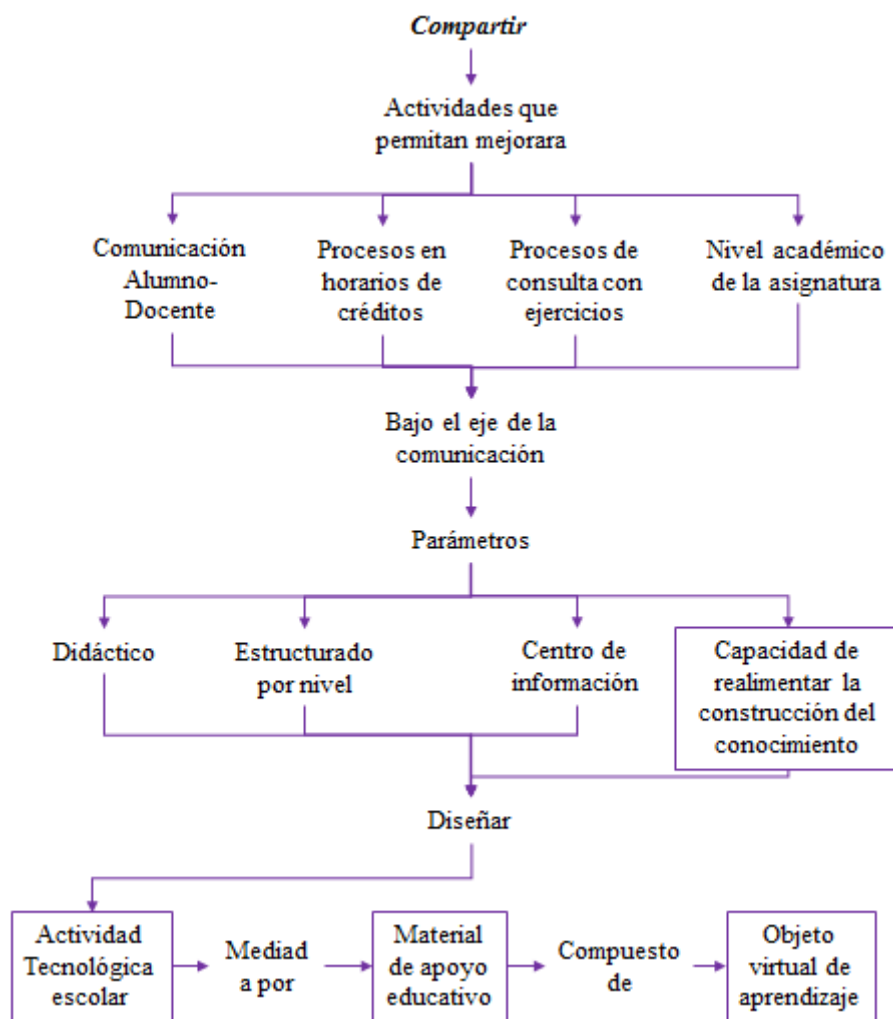 Compartir
Actividades que
permitan mejorara
Comunicación
Alumno-
Docente
Procesos en
horarios de
créditos
Procesos de
consulta con
ejercicios
Nivel académico
de la asignatura
Bajo el eje de la
comunicación
Parámetros
Didáctico
Estructurado
por nivel
Centro de
información
Capacidad de
realimentar la
construcción del
conocimiento
Diseñar
Actividad
Tecnológica
escolar
Mediad
a por
Material
de apoyo
educativo
Compuesto
de
Objeto
virtual de
aprendizaje